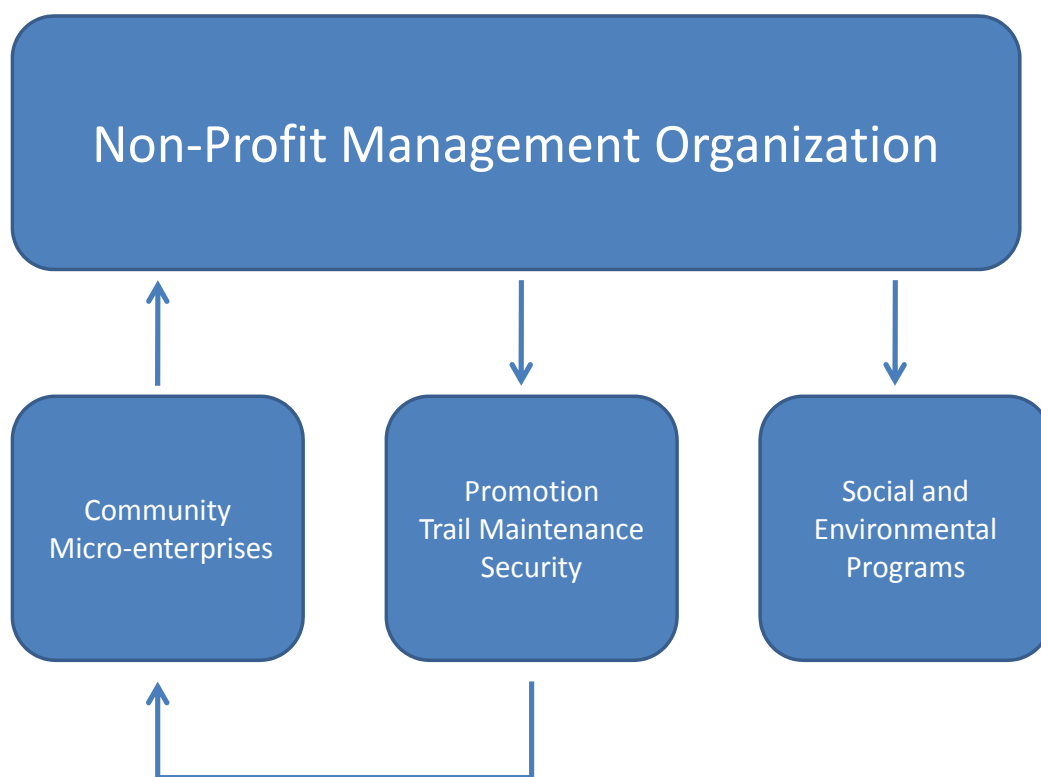 Non-Profit Management Organization
Community
Micro-enterprises
Promotion
Trail Maintenance
Security
Social and
Environmental
Programs